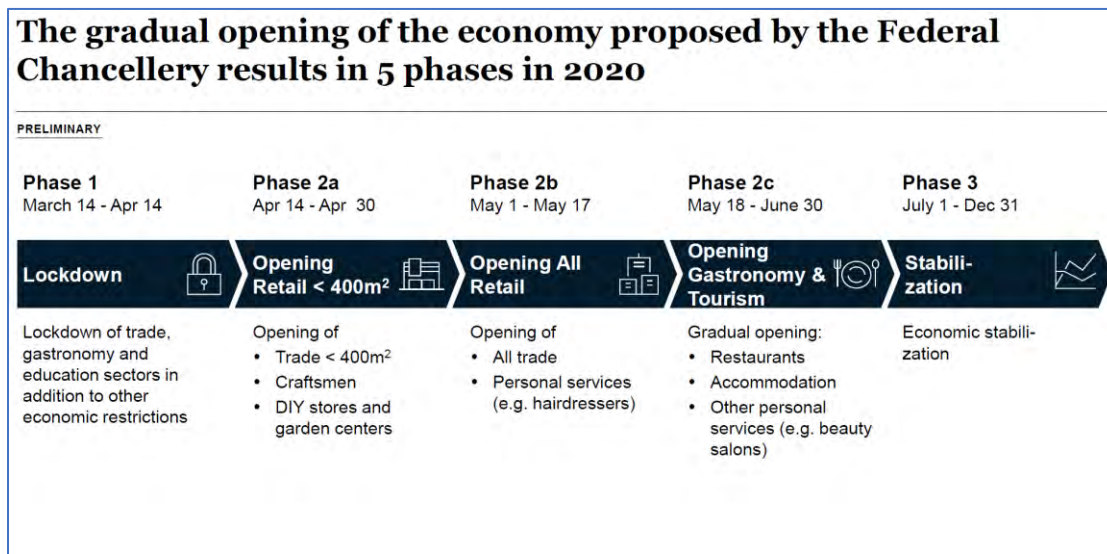 The gradual opening of the economy proposed by the Federal
Chancellery results in 5 phases in 2020
PRELIMINARY
Phase 1
March 14 - Apr 14
Lockdown
Lockdown of trade,
gastronomy and
education sectors in
addition to other
economic restrictions
Phase 2a
Apr 14 - Apr 30
Opening
Retail < 400m²
Opening of
• Trade < 400m²
• Craftsmen
• DIY stores and
garden centers
Phase 2b
May 1 - May 17
Opening All
Retail
Opening of
• All trade
• Personal services
(e.g. hairdressers)
Phase 2c
May 18 - June 30
Opening
Gastronomy &
Tourism
Gradual opening:
• Restaurants
• Accommodation
• Other personal
services (e.g. beauty
salons)
Phase 3
July 1 - Dec 31
Stabili-
zation
Economic stabili-
zation